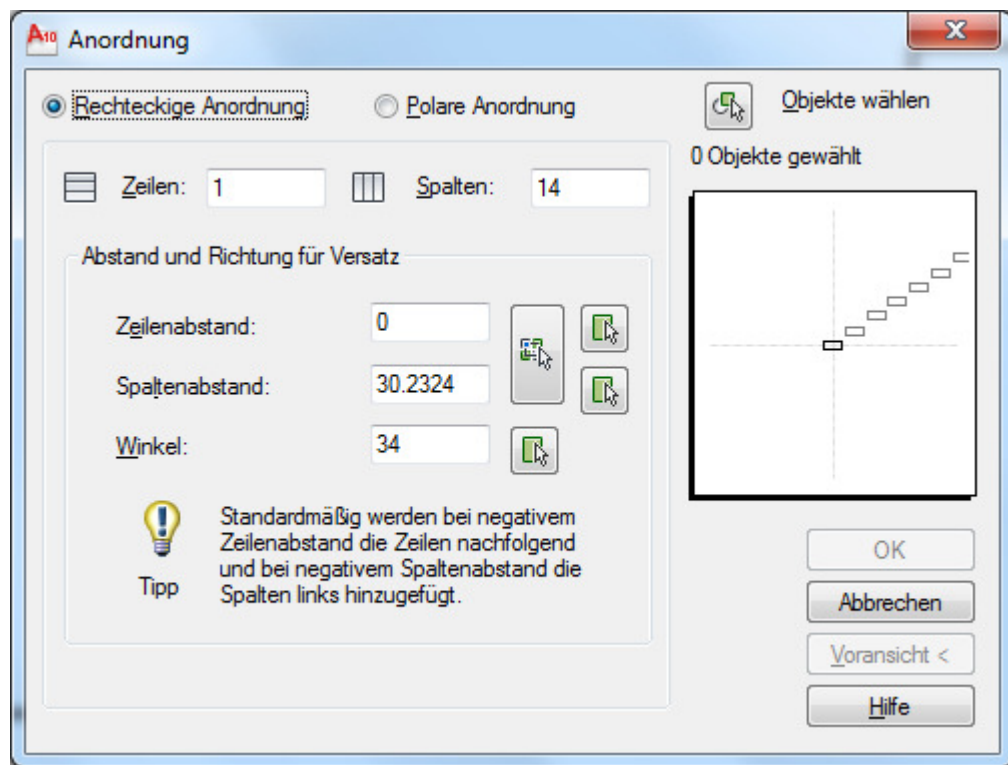 A10 Anordnung
Rechteckige Anordnung Polare Anordnung Objekte wählen
0 Objekte gewählt
Zeilen: 1 Spalten: 14
Abstand und Richtung für Versatz
Zeilenabstand: 0
Spaltenabstand: 30.2324
Winkel: 34
Standardmäßig werden bei negativem
Zeilenabstand die Zeilen nachfolgend
und bei negativem Spaltenabstand die
Spalten links hinzugefügt.
Tipp
OK
Abbrechen
Voransicht <
Hilfe